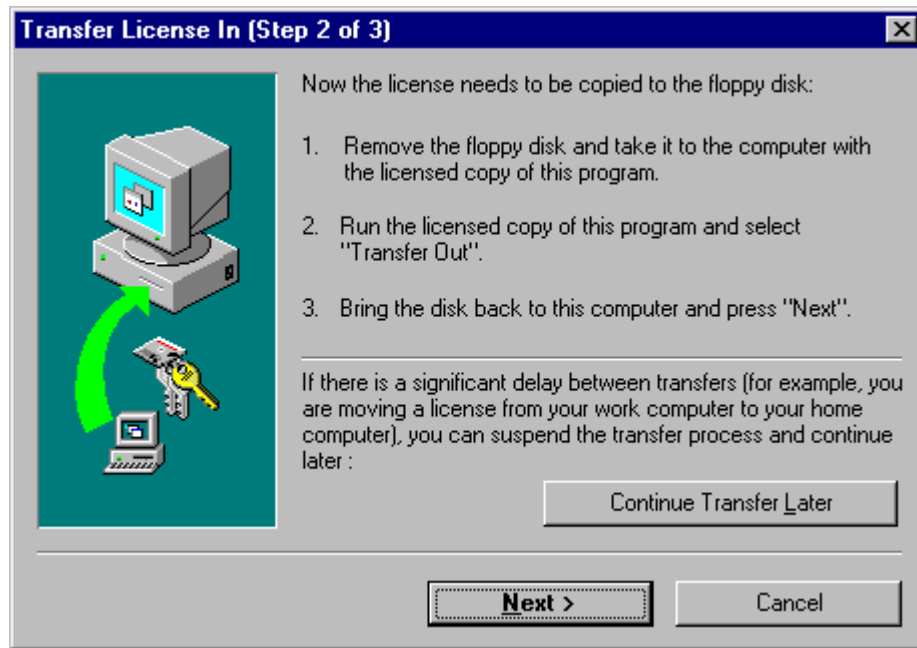 Transfer License In (Step 2 of 3)
Now the license needs to be copied to the floppy disk:
1. Remove the floppy disk and take it to the computer with
the licensed copy of this program.
2. Run the licensed copy of this program and select
"Transfer Out".
3. Bring the disk back to this computer and press "Next".
If there is a significant delay between transfers (for example, you
are moving a license from your work computer to your home
computer), you can suspend the transfer process and continue
later :
Continue Transfer Later
Next >
Cancel